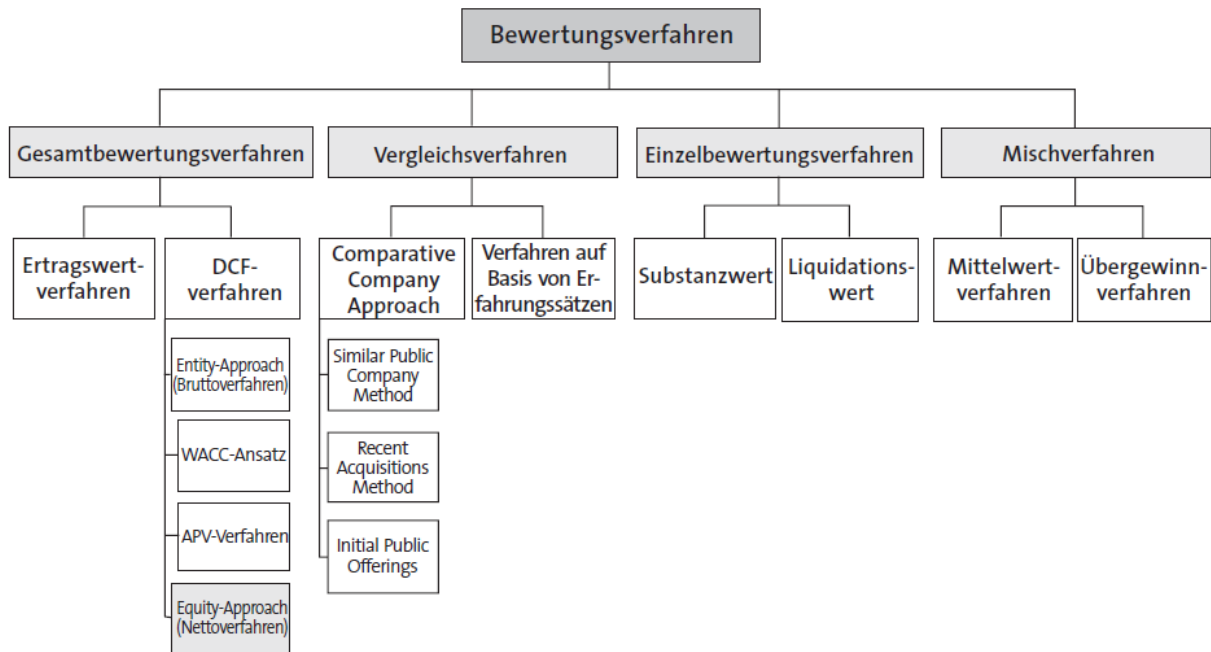 Bewertungsverfahren
Gesamtbewertungsverfahren
Vergleichsverfahren
Einzelbewertungsverfahren
Mischverfahren
Ertragswert-
verfahren
DCF-
verfahren
Comparative
Company
Approach
Verfahren auf
Basis von Er-
fahrungssätzen
Substanzwert
Liquidations-
wert
Mittelwert-
verfahren
Übergewinn-
verfahren
Entity-Approach
(Bruttoverfahren)
WACC-Ansatz
APV-Verfahren
Equity-Approach
(Nettoverfahren)
Similar Public
Company
Method
Recent
Acquisitions
Method
Initial Public
Offerings